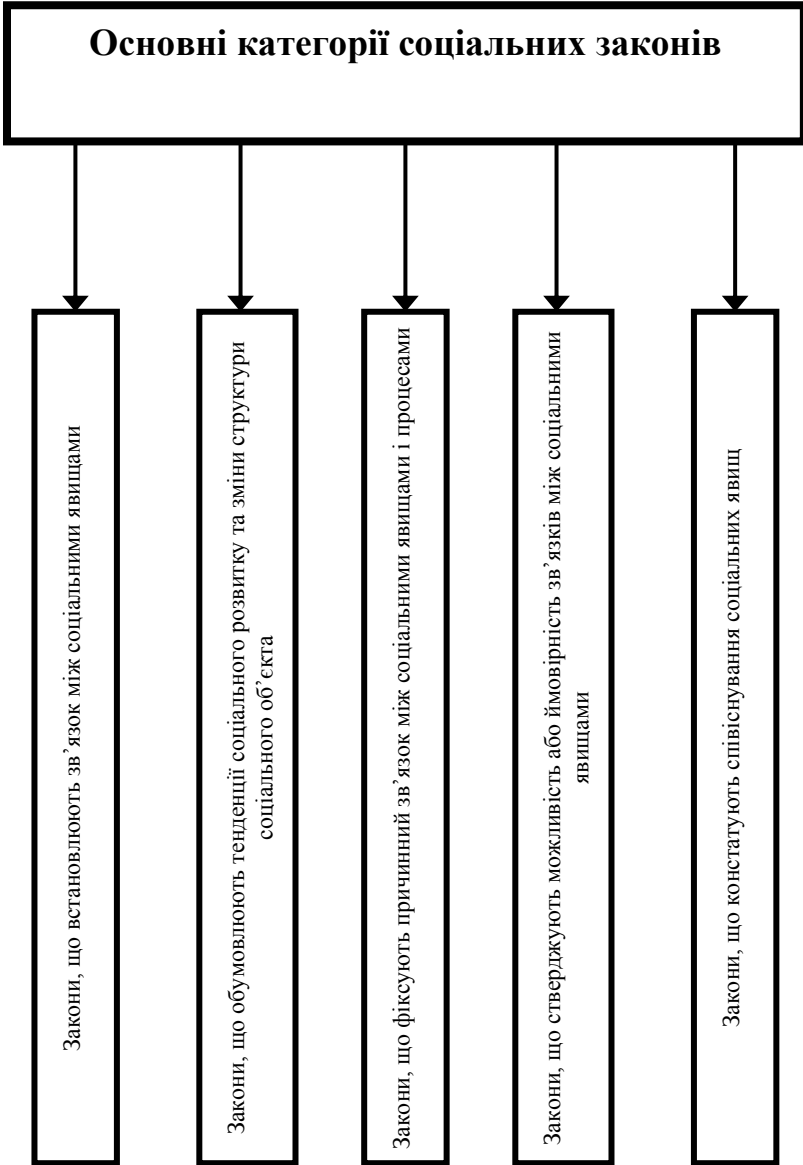 Основні категорії соціальних законів
Закони, що встановлюють зв’язок між соціальними явищами
Закони, що обумовлюють тенденції соціального розвитку та зміни структури
соціального об’єкта
Закони, що фіксують причинний зв’язок між соціальними явищами і процесами
Закони, що стверджують можливість або ймовірність зв’язків між соціальними
явищами
Закони, що констатують співіснування соціальних явищ